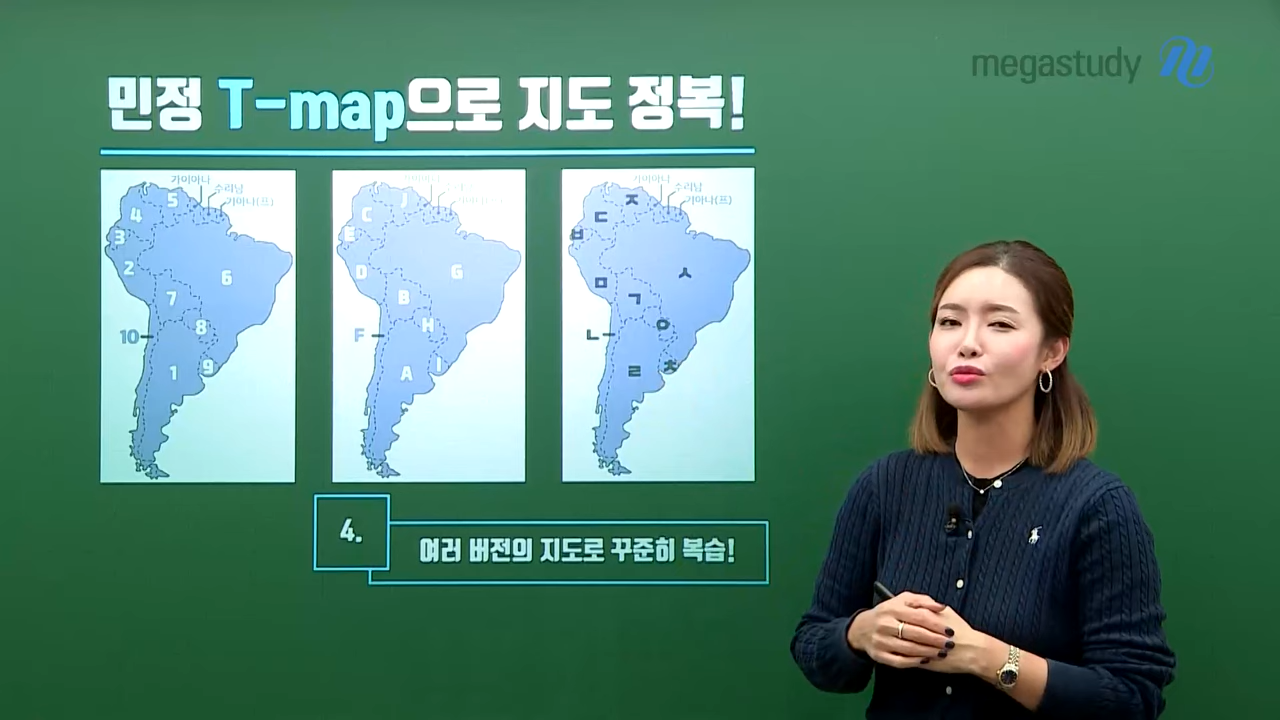 megastudy
민정 T-map으로 지도 정복!
가이아나
수리남
기아나(프)
5
4
3
2
6
7
8
10
9
1
J
C
E
D
G
B
H
F
I
A
가이아나
수리남
기아나(프)
ㅈ
ㄷ
ㅂ
ㅅ
ㅁ
ㄱ
ㅇ
ㄴ
ㅊ
ㄹ
4.
여러 버전의 지도로 꾸준히 복습!